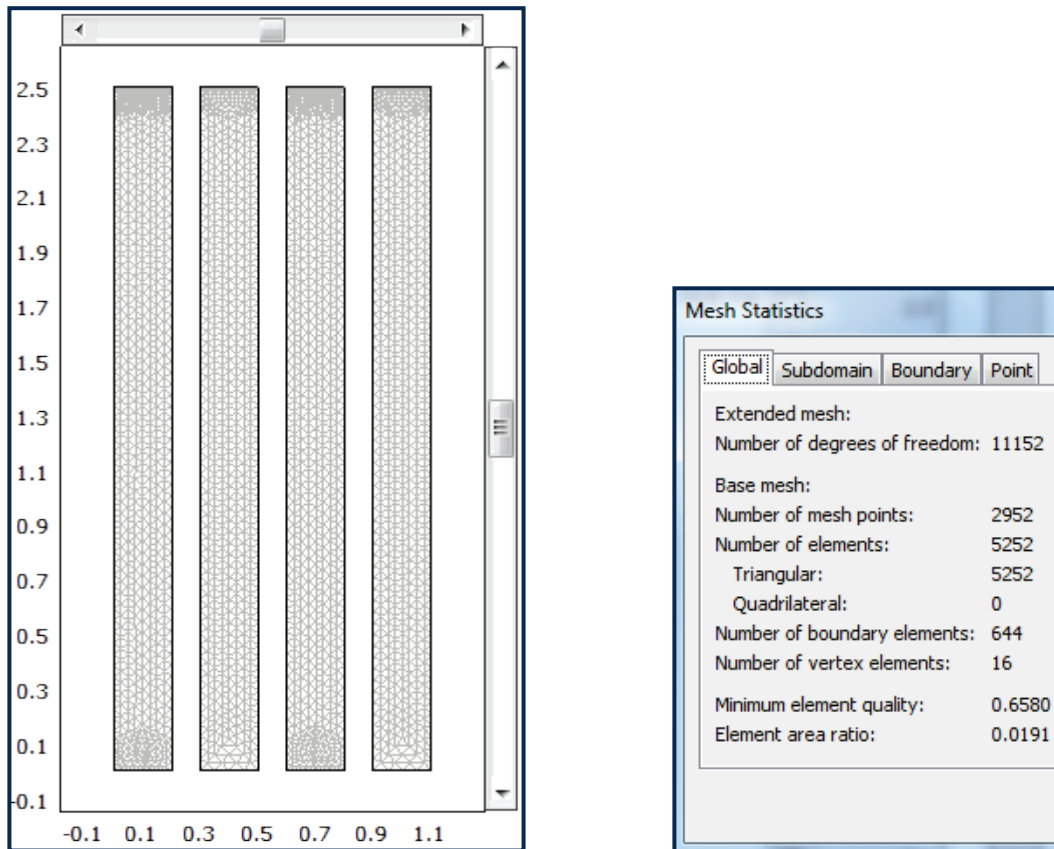 2.5
2.3
2.1
1.9
1.7
1.5
1.3
1.1
0.9
0.7
0.5
0.3
0.1
-0.1
-0.1 0.1 0.3 0.5 0.7 0.9 1.1
Mesh Statistics
Global Subdomain Boundary Point
Extended mesh:
Number of degrees of freedom: 11152
Base mesh:
Number of mesh points: 2952
Number of elements: 5252
Triangular: 5252
Quadrilateral: 0
Number of boundary elements: 644
Number of vertex elements: 16
Minimum element quality: 0.6580
Element area ratio: 0.0191